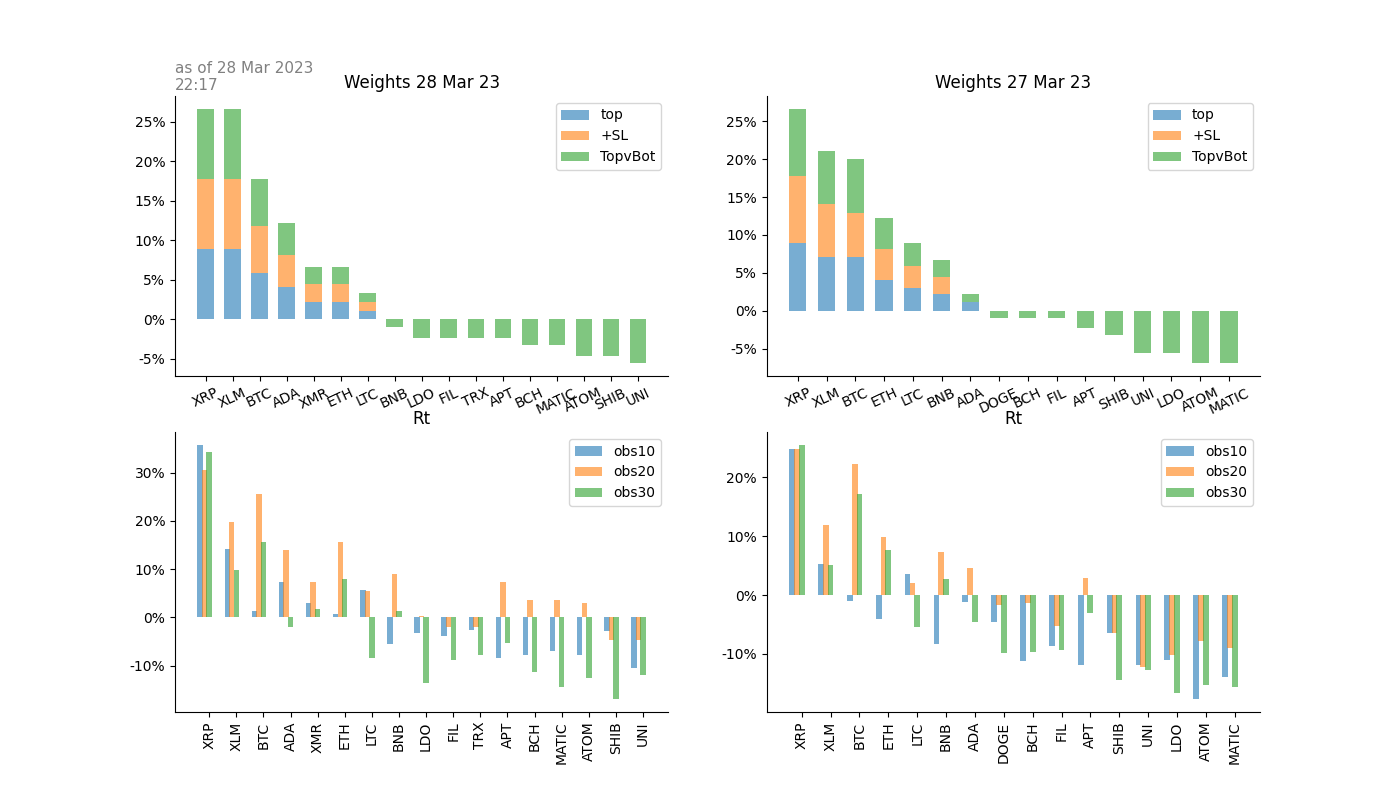 as of 28 Mar 2023
22:17
Weights 28 Mar 23
25%
20%
15%
10%
5%
0%
-5%
top
+SL
TopvBot
XRP XLM BTC ADA XMR ETH LTC BNB LDO FIL TRX APT BCH MATIC ATOM SHIB UNI
Weights 27 Mar 23
25%
20%
15%
10%
5%
0%
-5%
top
+SL
TopvBot
XRP XLM BTC ETH LTC BNB ADA DOGE BCH FIL APT SHIB UNI LDO ATOM MATIC
Rt
30%
20%
10%
0%
-10%
obs10
obs20
obs30
XRP XLM BTC ADA XMR ETH LTC BNB LDO FIL TRX APT BCH MATIC ATOM SHIB UNI
Rt
20%
10%
0%
-10%
obs10
obs20
obs30
XRP XLM BTC ETH LTC BNB ADA DOGE BCH FIL APT SHIB UNI LDO ATOM MATIC